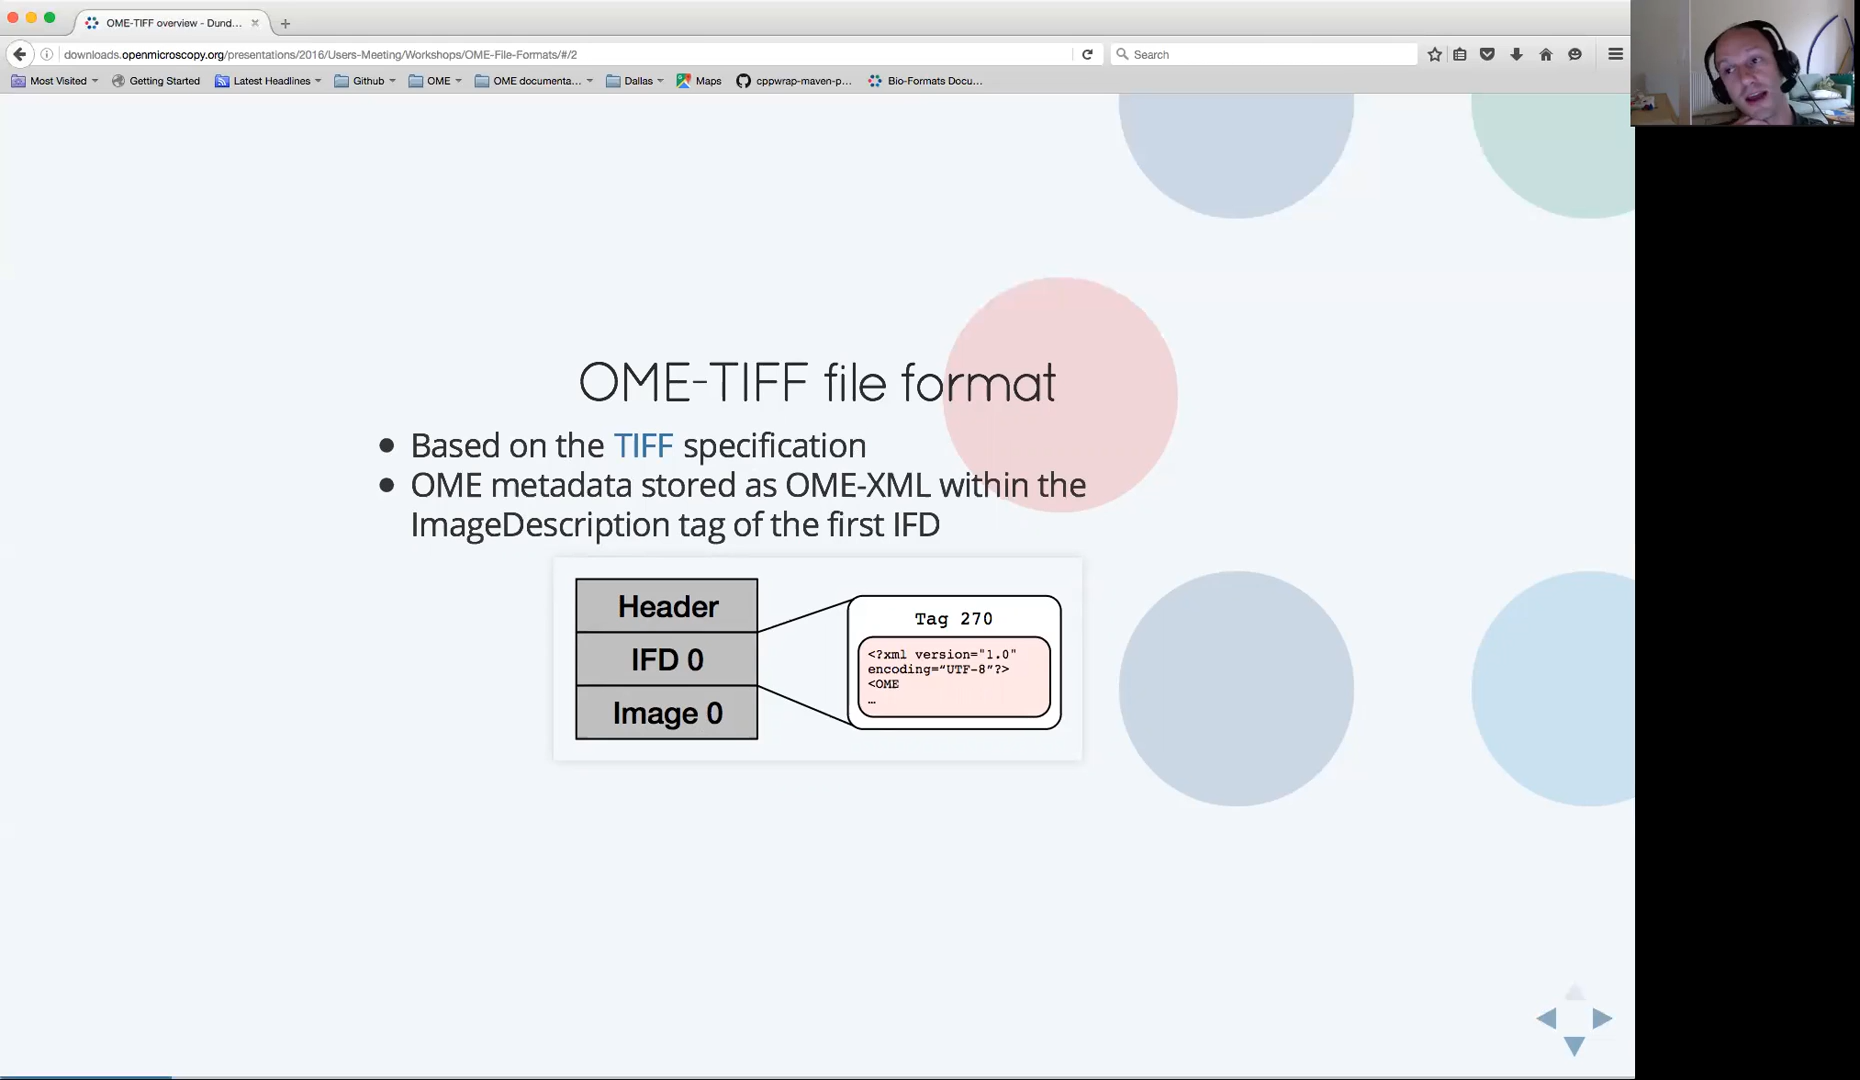 OME-TIFF overview - Dund...
downloads.openmicroscopy.org/presentations/2016/Users-Meeting/Workshops/OME-File-Formats/#/2
Search
Most Visited
Getting Started
Latest Headlines
Github
OME
OME documenta...
Dallas
Maps
cppwrap-maven-p...
Bio-Formats Docu...
OME-TIFF file format
Based on the TIFF specification
OME metadata stored as OME-XML within the
ImageDescription tag of the first IFD
Header
IFD 0
Image 0
Tag 270
<?xml version="1.0"
encoding=“UTF-8”?>
<OME
…